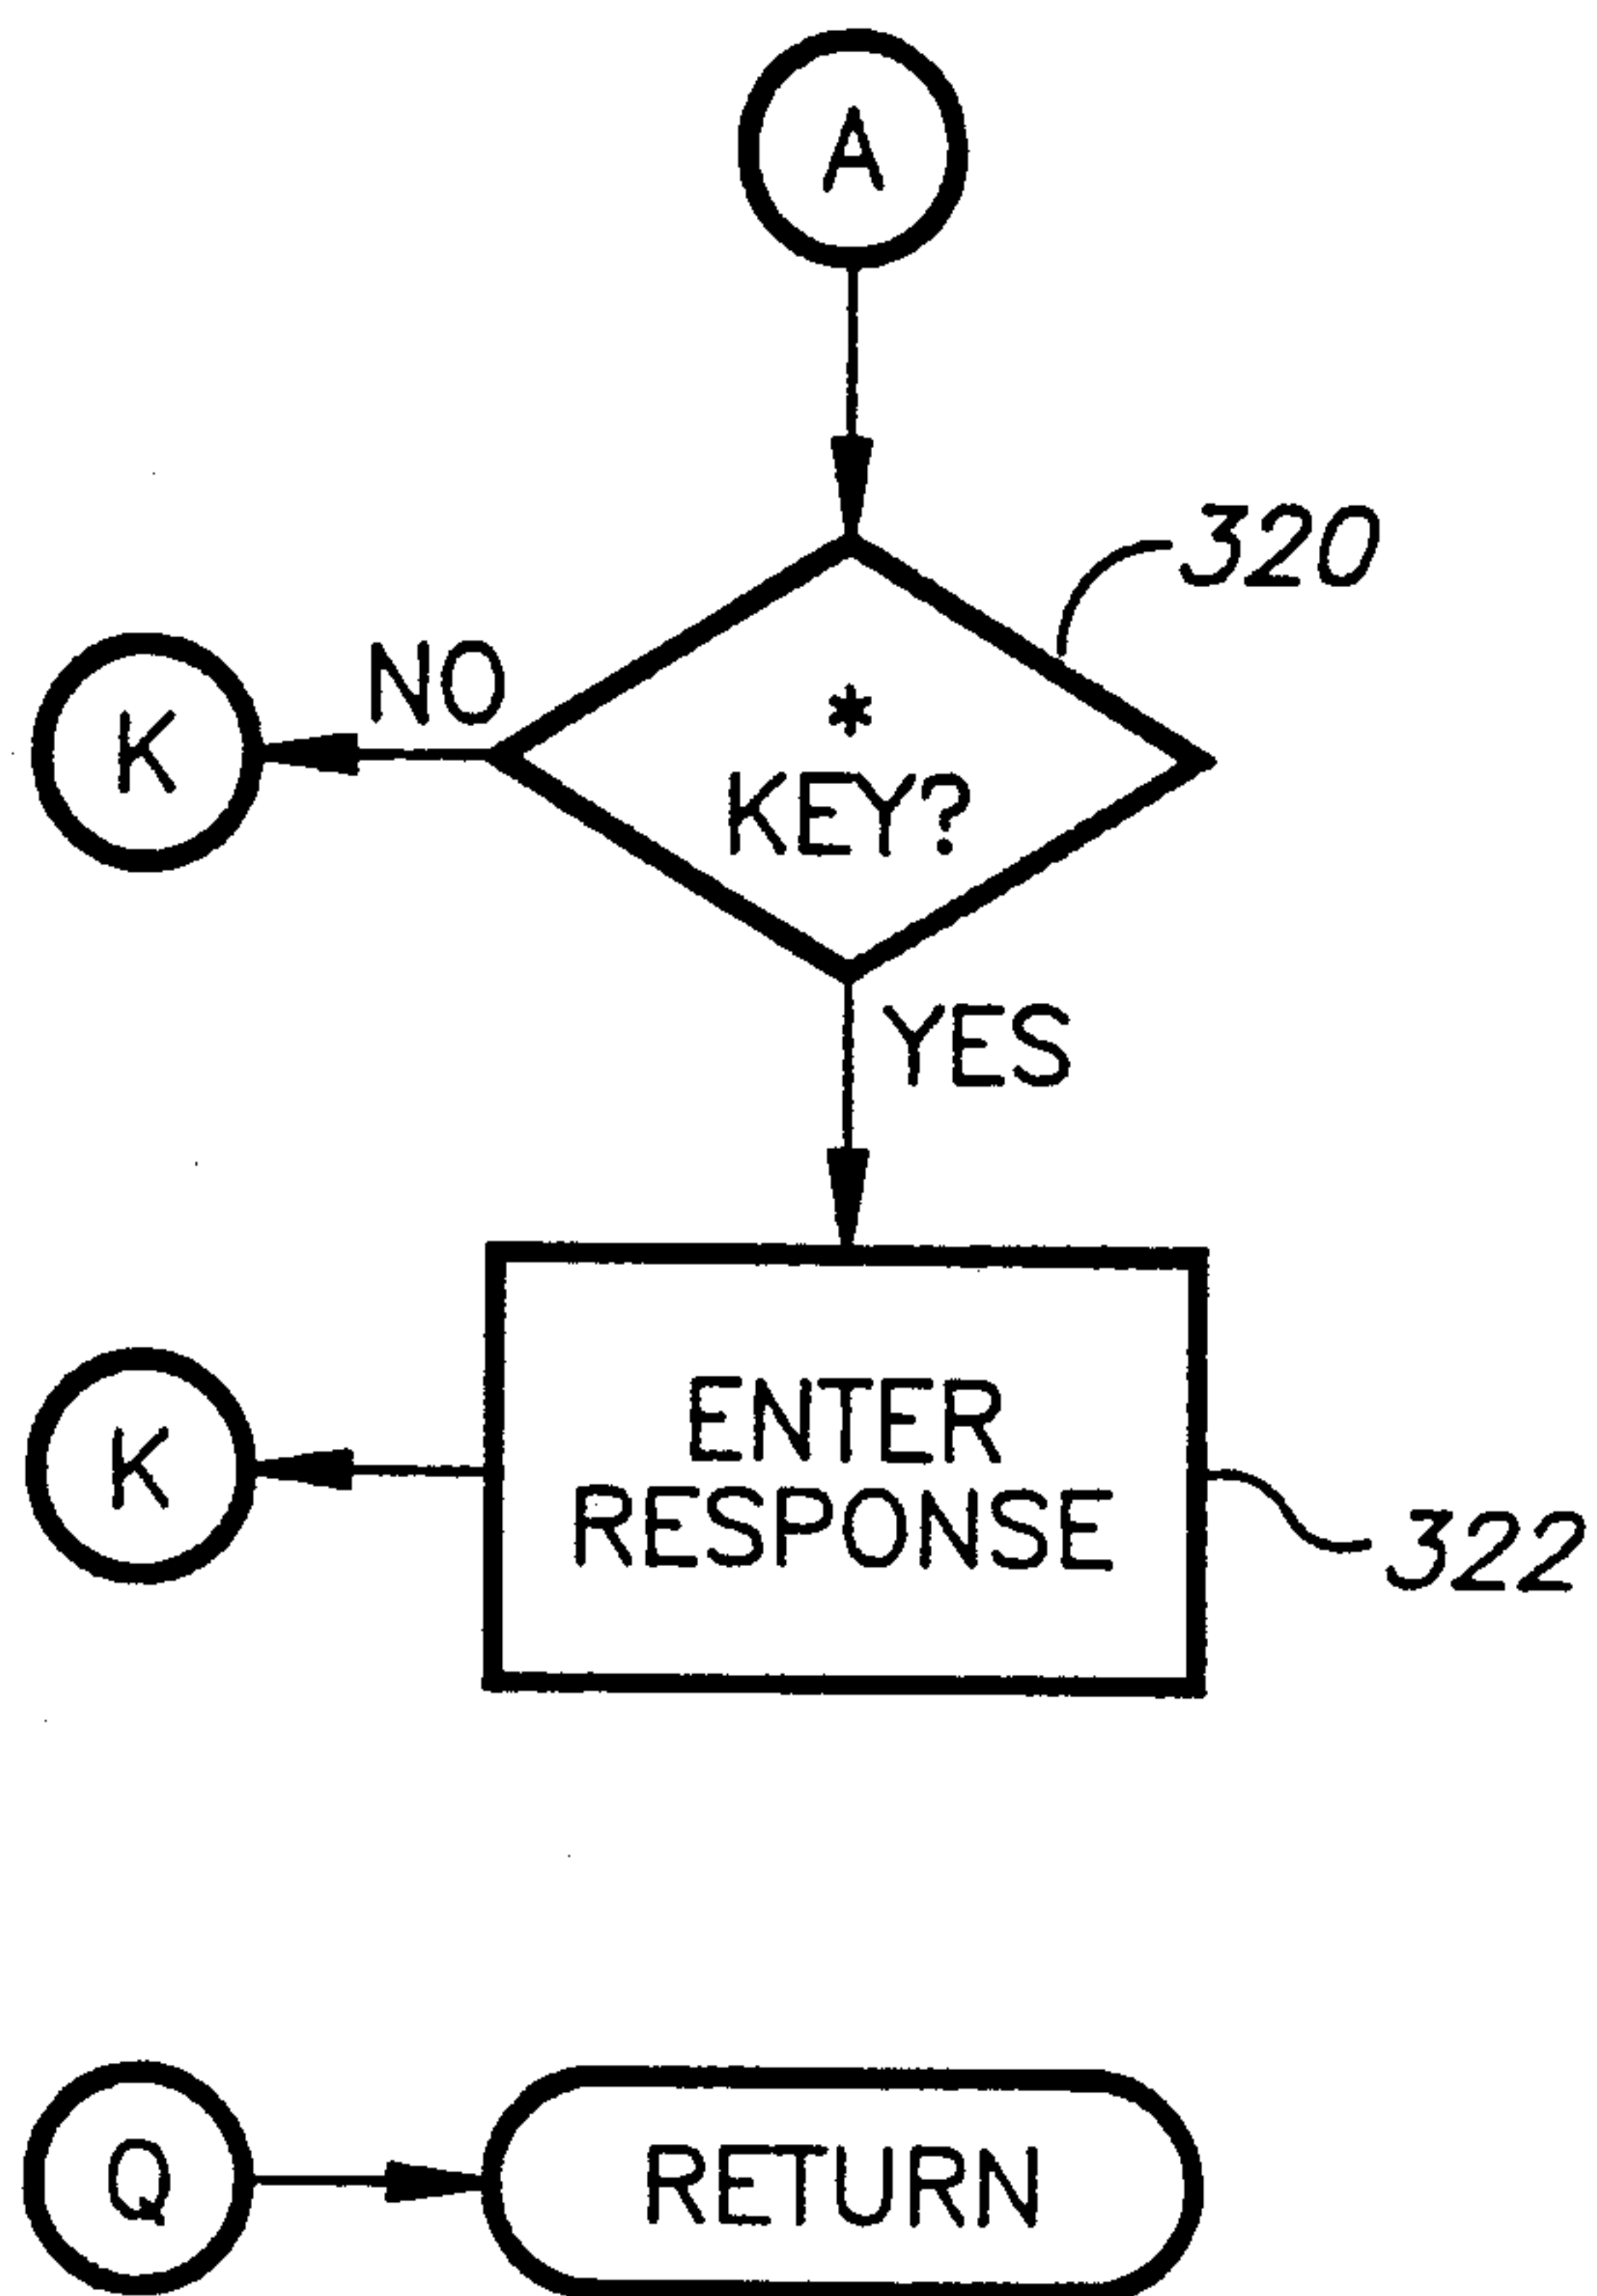 A
320
NO
K
*
KEY?
YES
ENTER
K
RESPONSE
322
Q
RETURN